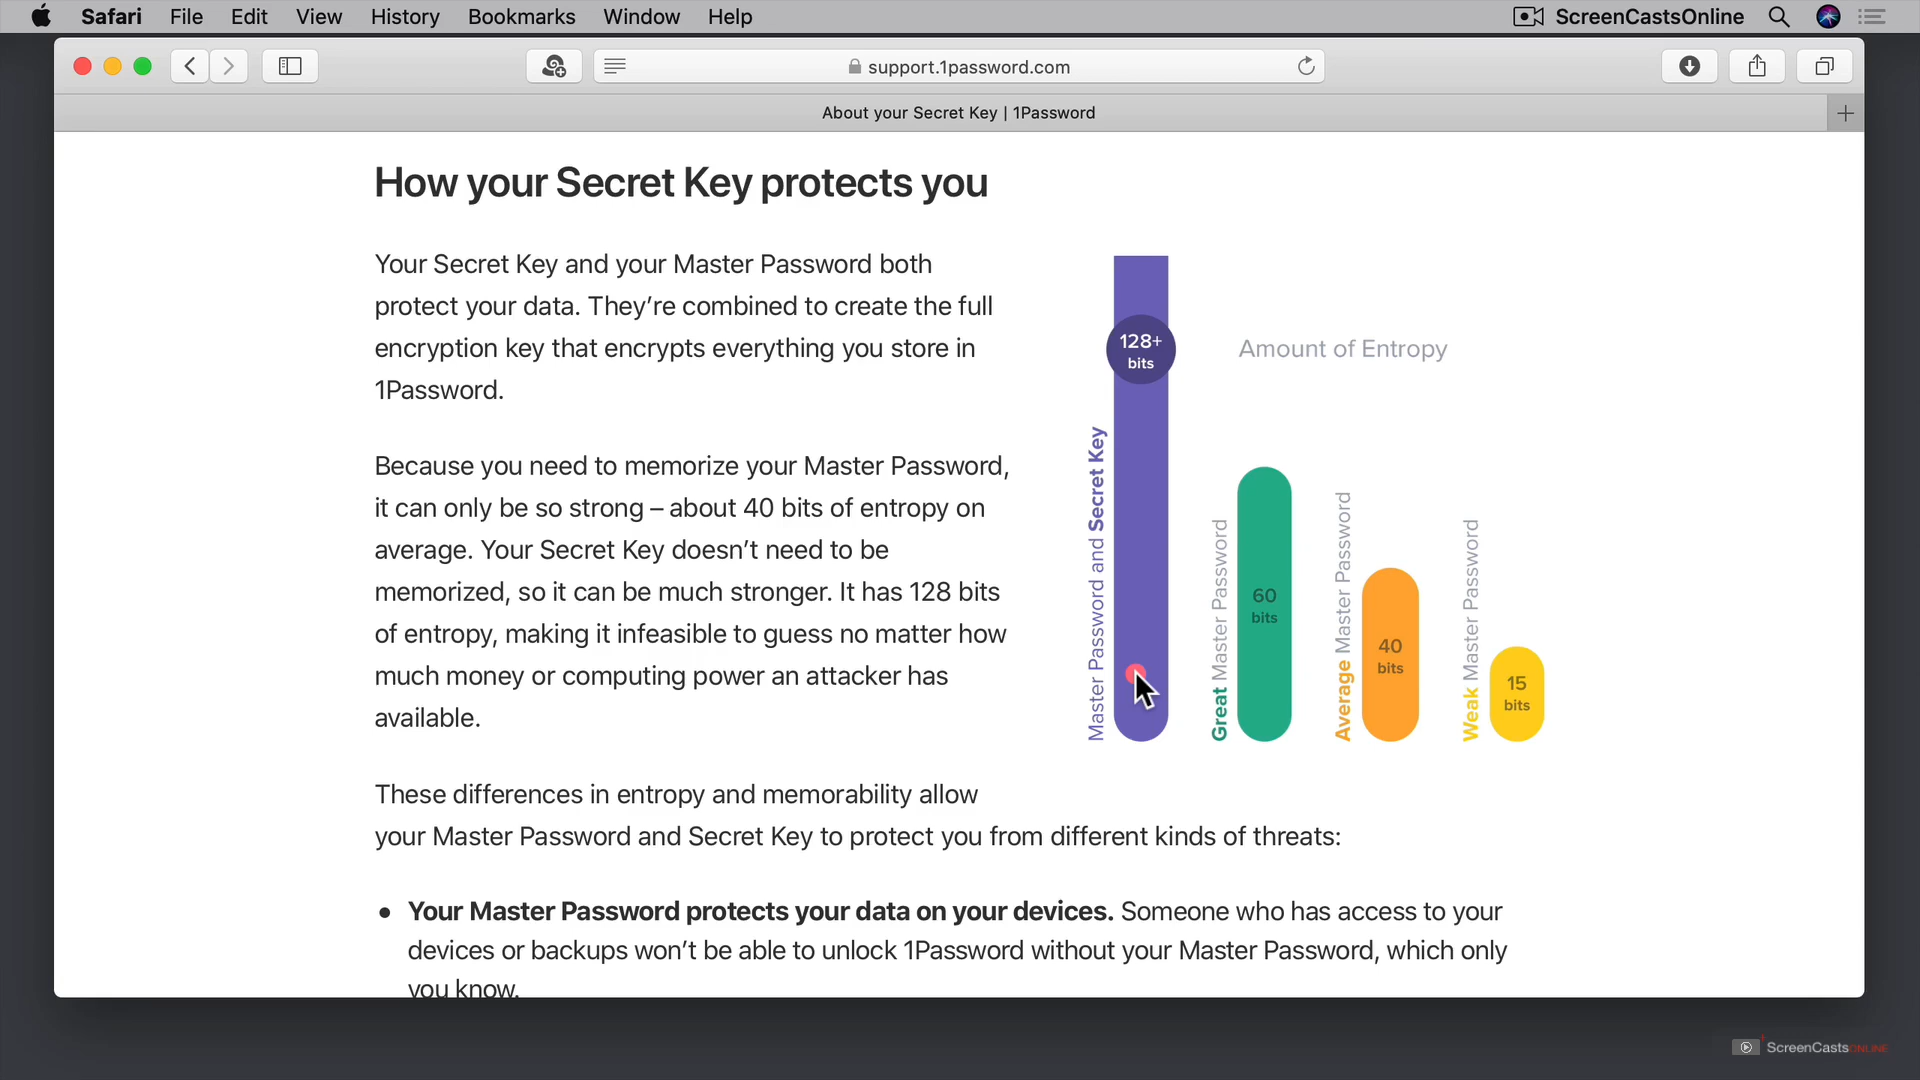 Safari File Edit View History Bookmarks Window Help ScreenCastsOnline
support.1password.com
About your Secret Key | 1Password
How your Secret Key protects you
Your Secret Key and your Master Password both
protect your data. They’re combined to create the full
encryption key that encrypts everything you store in
1Password.
Because you need to memorize your Master Password,
it can only be so strong – about 40 bits of entropy on
average. Your Secret Key doesn’t need to be
memorized, so it can be much stronger. It has 128 bits
of entropy, making it infeasible to guess no matter how
much money or computing power an attacker has
available.
Amount of Entropy
Master Password and Secret Key
128+
bits
Great Master Password
60
bits
Average Master Password
40
bits
Weak Master Password
15
bits
These differences in entropy and memorability allow
your Master Password and Secret Key to protect you from different kinds of threats:
• Your Master Password protects your data on your devices. Someone who has access to your
devices or backups won’t be able to unlock 1Password without your Master Password, which only
you know.
ScreenCastsONLINE